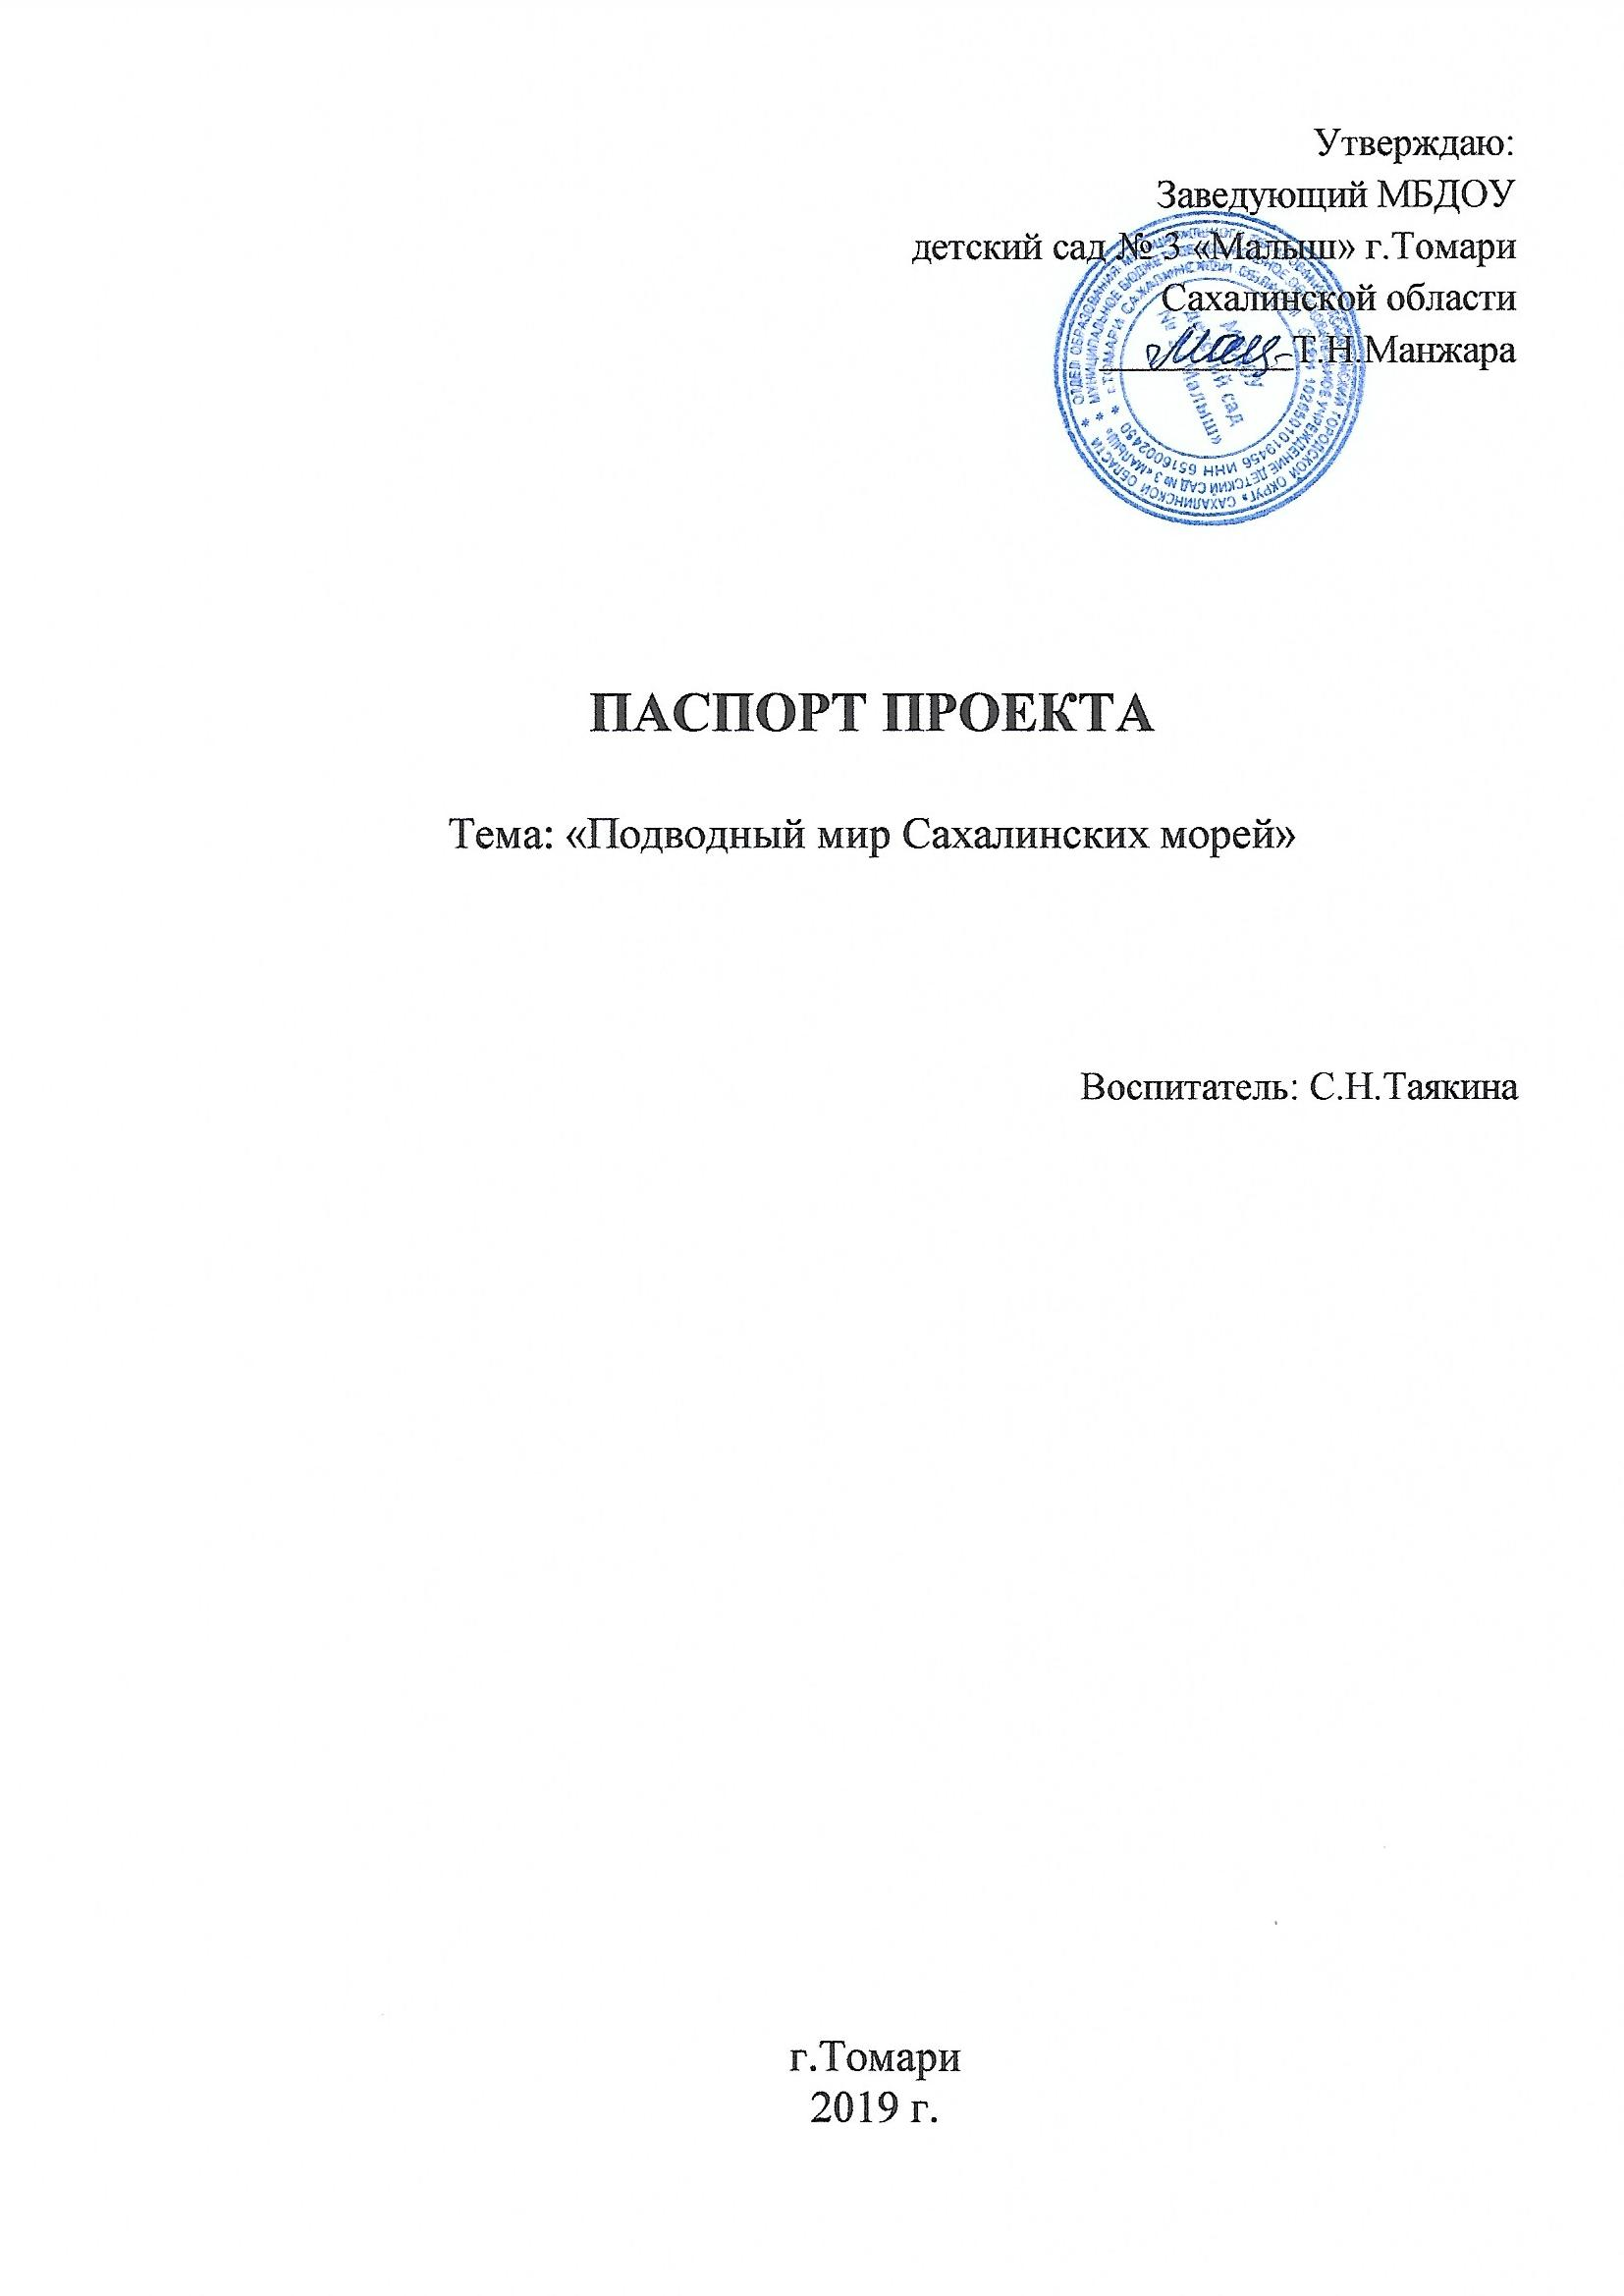 Утверждаю:
Заведующий МБДОУ
детский сад № 3 «Малыш» г.Томари
Сахалинской области
Т.Н.Манжара
ПАСПОРТ ПРОЕКТА
Тема: «Подводный мир Сахалинских морей»
Воспитатель: С.Н.Таякина
г.Томари
2019 г.